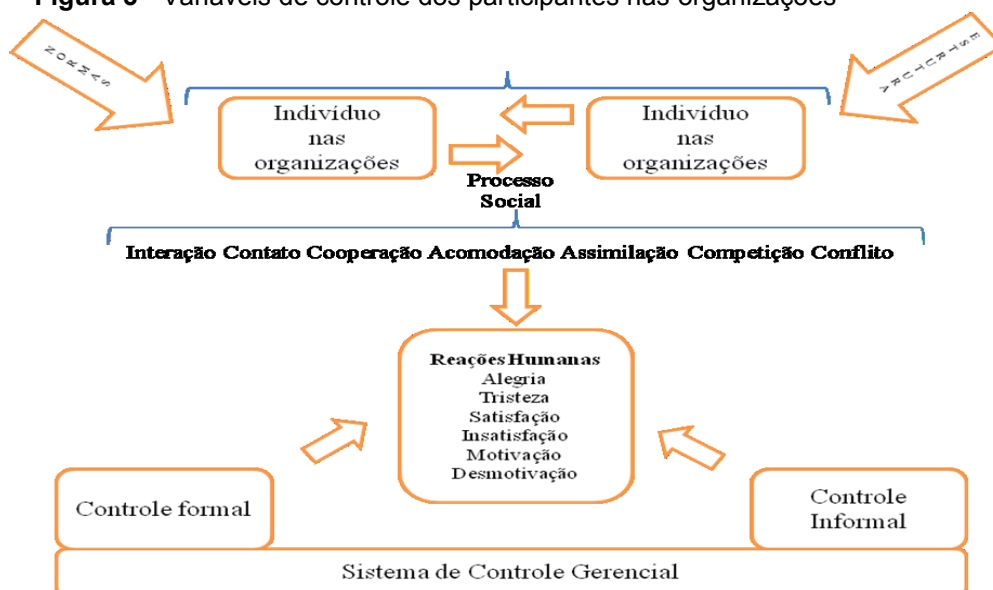 Figura 3 - Variáveis de controle dos participantes nas organizações
NORMAS
ESTRUTURA
Indivíduo
nas
organizações
Indivíduo
nas
organizações
Processo
Social
Interação Contato Cooperação Acomodação Assimilação Competição Conflito
Reações Humanas
Alegria
Tristeza
Satisfação
Insatisfação
Motivação
Desmotivação
Controle formal
Controle
Informal
Sistema de Controle Gerencial